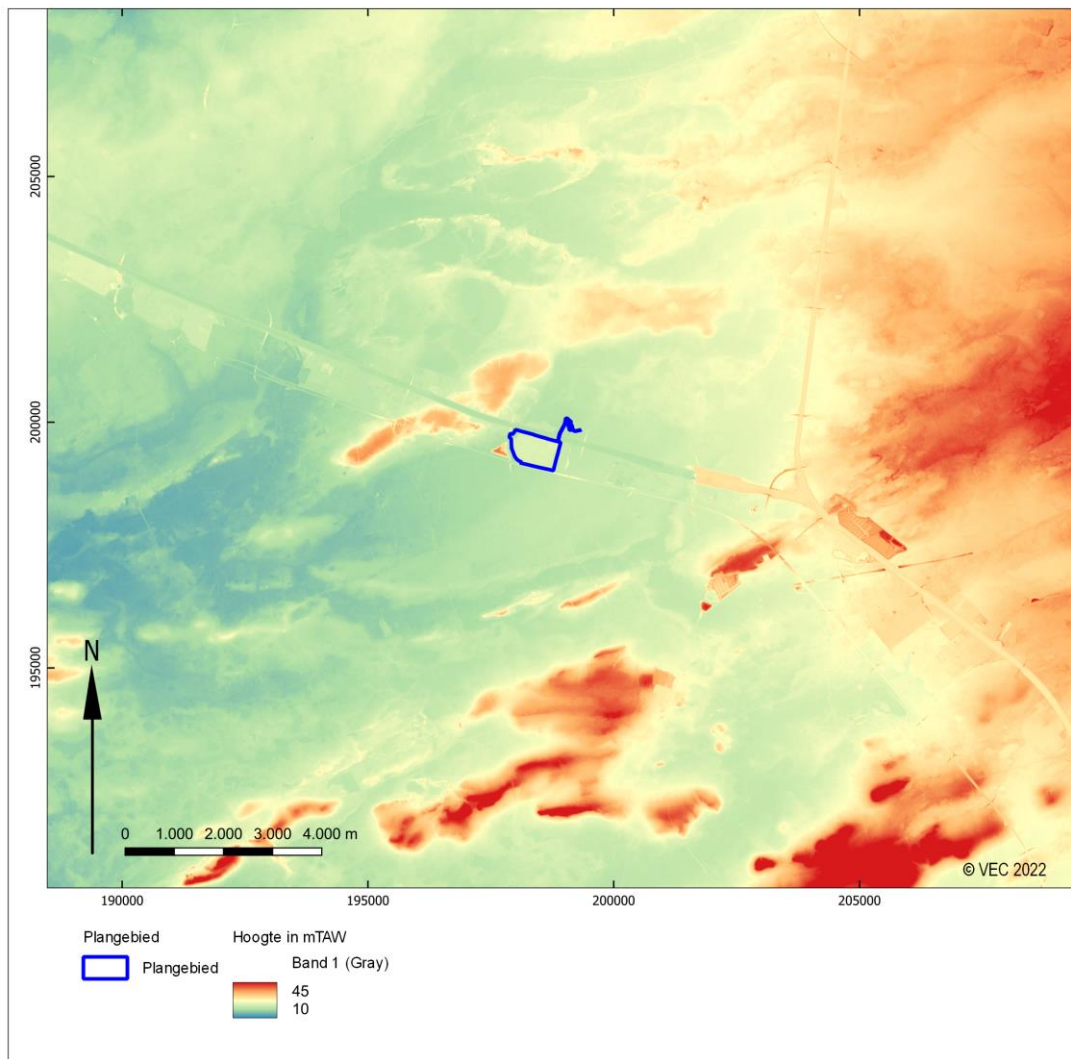 205000
200000
195000
N
0 1.000 2.000 3.000 4.000 m
© VEC 2022
190000 195000 200000 205000
Plangebied
Plangebied
Hoogte in mTAW
Band 1 (Gray)
45
10